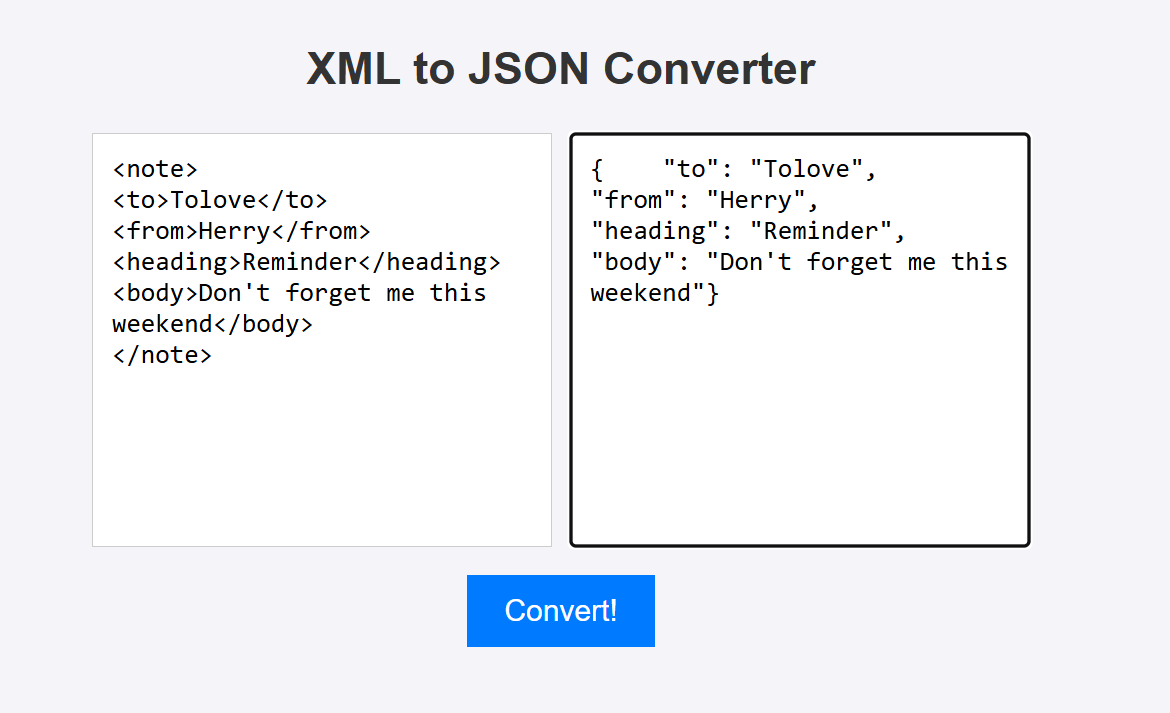 XML to JSON Converter
<note>
<to>Tolove</to>
<from>Herry</from>
<heading>Reminder</heading>
<body>Don't forget me this
weekend</body>
</note>
{    "to": "Tolove",
"from": "Herry",
"heading": "Reminder",
"body": "Don't forget me this
weekend"}
Convert!